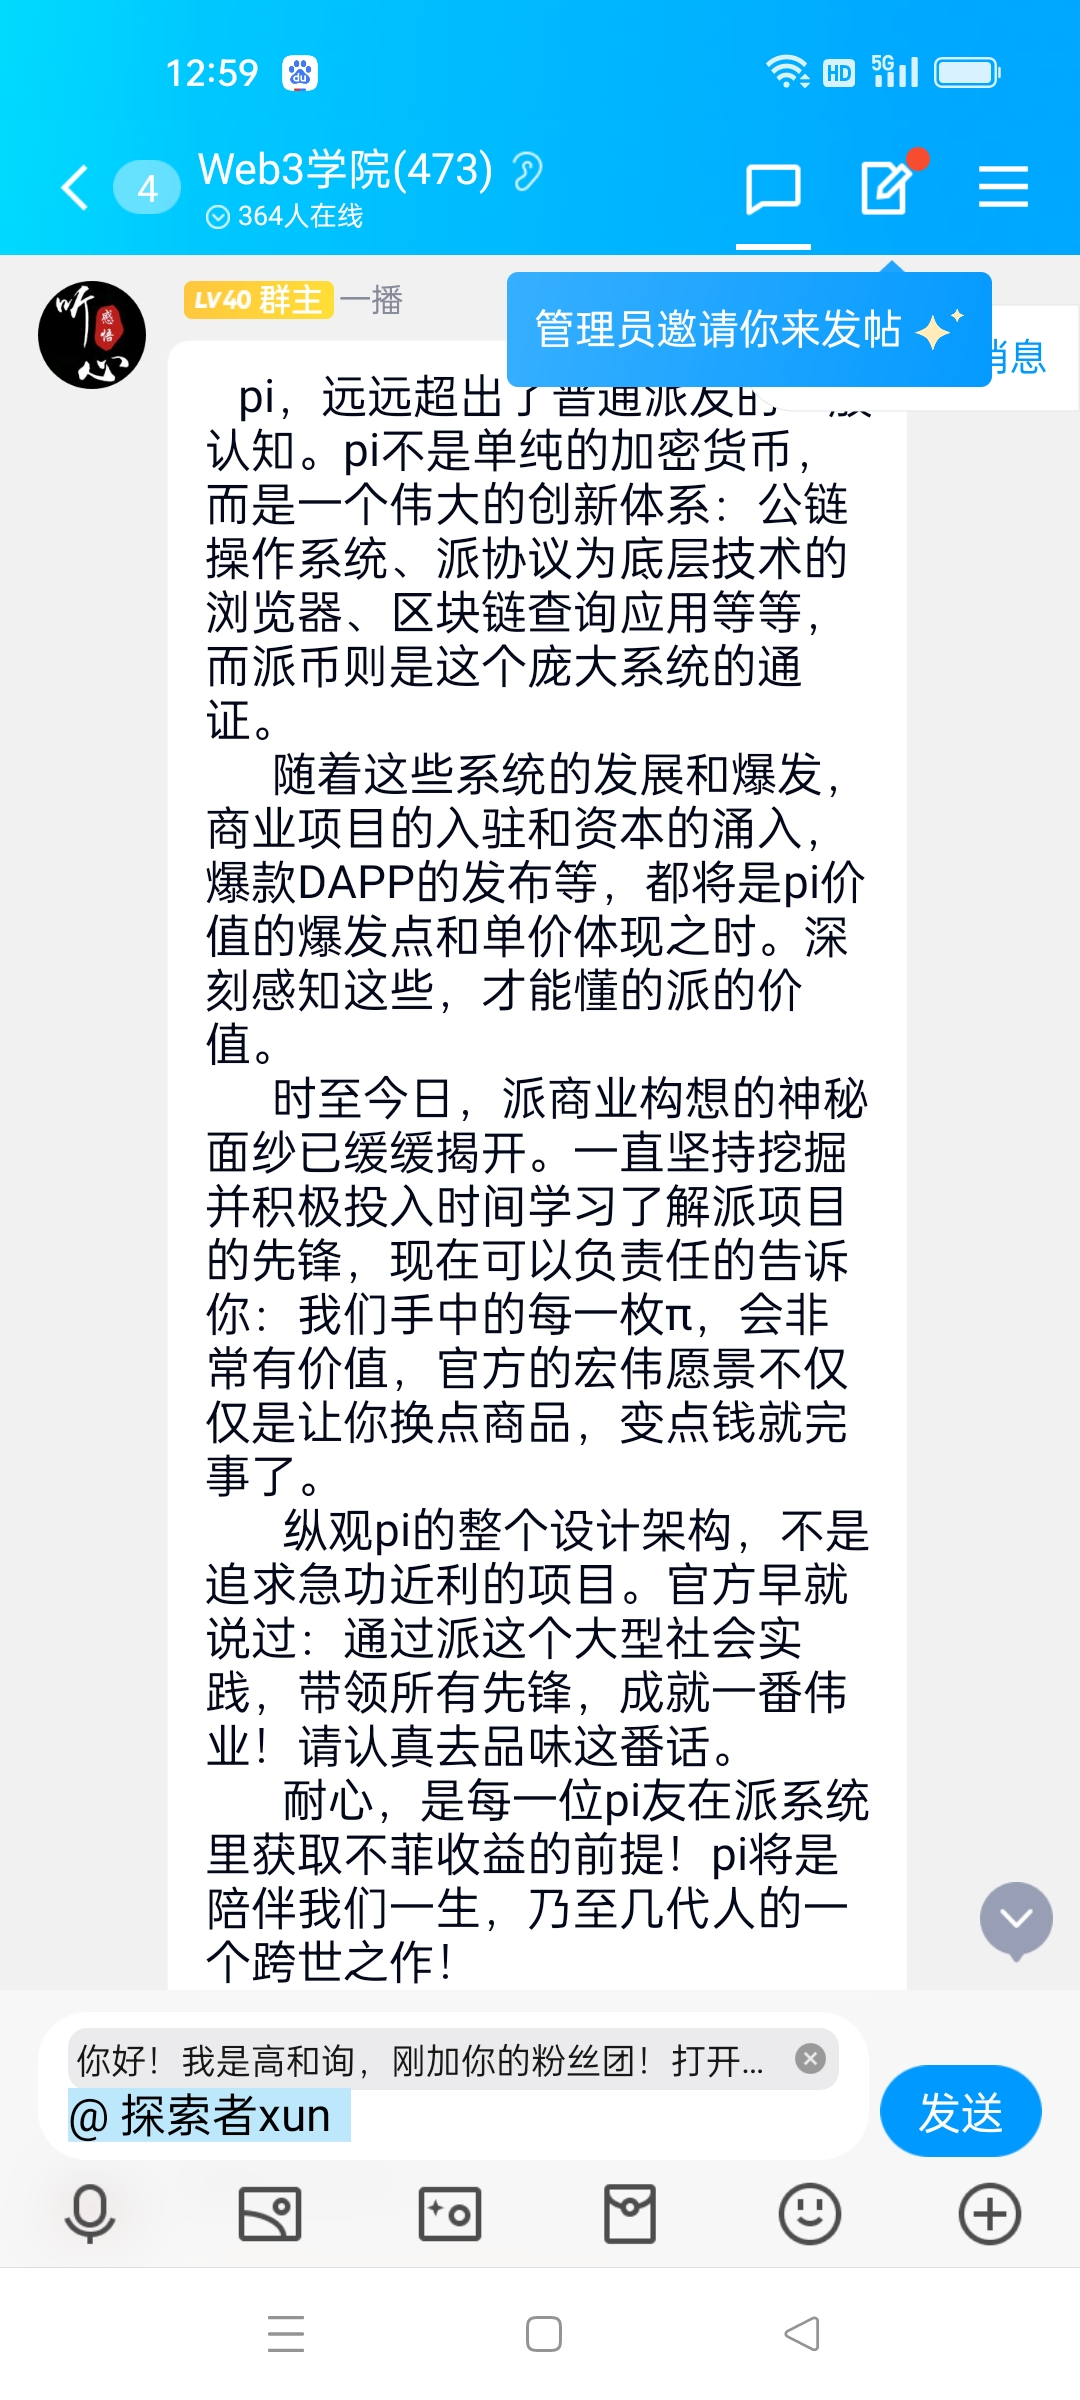 12:59
du
HD
5G
4
Web3学院(473)
364人在线
LV40 群主 一播
管理员邀请你来发帖
消息
pi，远远超出了普通派友的一般
认知。pi不是单纯的加密货币，
而是一个伟大的创新体系：公链
操作系统、派协议为底层技术的
浏览器、区块链查询应用等等，
而派币则是这个庞大系统的通
证。
随着这些系统的发展和爆发，
商业项目的入驻和资本的涌入，
爆款DAPP的发布等，都将是pi价
值的爆发点和单价体现之时。深
刻感知这些，才能懂的派的价
值。
时至今日，派商业构想的神秘
面纱已缓缓揭开。一直坚持挖掘
并积极投入时间学习了解派项目
的先锋，现在可以负责任的告诉
你：我们手中的每一枚π，会非
常有价值，官方的宏伟愿景不仅
仅是让你换点商品，变点钱就完
事了。
纵观pi的整个设计架构，不是
追求急功近利的项目。官方早就
说过：通过派这个大型社会实
践，带领所有先锋，成就一番伟
业！请认真去品味这番话。
耐心，是每一位pi友在派系统
里获取不菲收益的前提！pi将是
陪伴我们一生，乃至几代人的一
个跨世之作！
听心
感悟
你好！我是高和询，刚加你的粉丝团！打开...
@ 探索者xun
发送